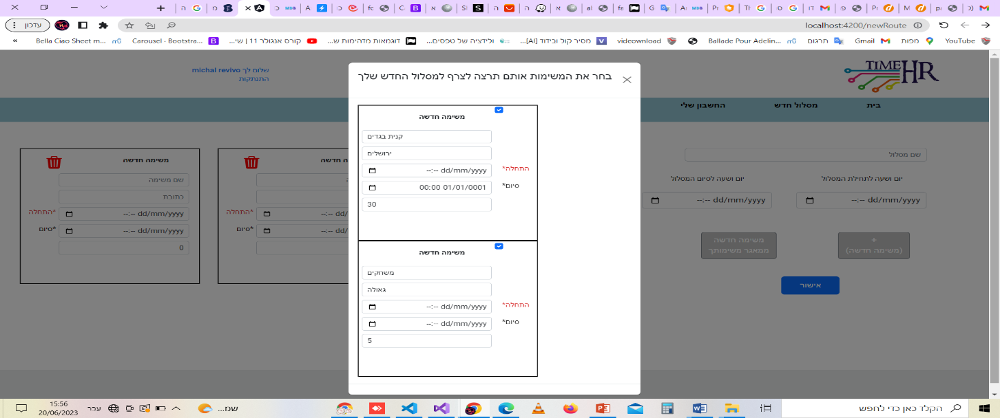 עדכון
localhost:4200/newRoute
«
Bella Ciao Sheet m...
Carousel · Bootstra...
קורס אנגולר 11 | שי...
דוגמאות מדהימות ש...
ולידציה של טפסים...
מסיר קול ובידוד [AI]...
videownload
Ballade Pour Adelin...
תרגום
Gmail
מפות
YouTube
TIMEHR
שלום לך michal revivo
התנתקות
בית
מסלול חדש
החשבון שלי
שם מסלול
יום ושעה לתחילת המסלול
יום ושעה לסיום המסלול
dd/mm/yyyy --:--
dd/mm/yyyy --:--
+
(משימה חדשה)
משימה חדשה
ממאגר משימותך
אישור
בחר את המשימות אותם תרצה לצרף למסלול החדש שלך
משימה חדשה
קנית בגדים
ירושלים
התחלה*
dd/mm/yyyy --:--
סיום*
01/01/0001 00:00
30
משימה חדשה
משחקים
גאולה
התחלה*
dd/mm/yyyy --:--
סיום*
dd/mm/yyyy --:--
5
ה חדשה
*התחלה
*סיום
משימה חדשה
שם משימה
כתובת
dd/mm/yyyy --:--
*התחלה
dd/mm/yyyy --:--
*סיום
0
הקלד כאן כדי לחפש
שמ...
עבר
15:56
20/06/2023